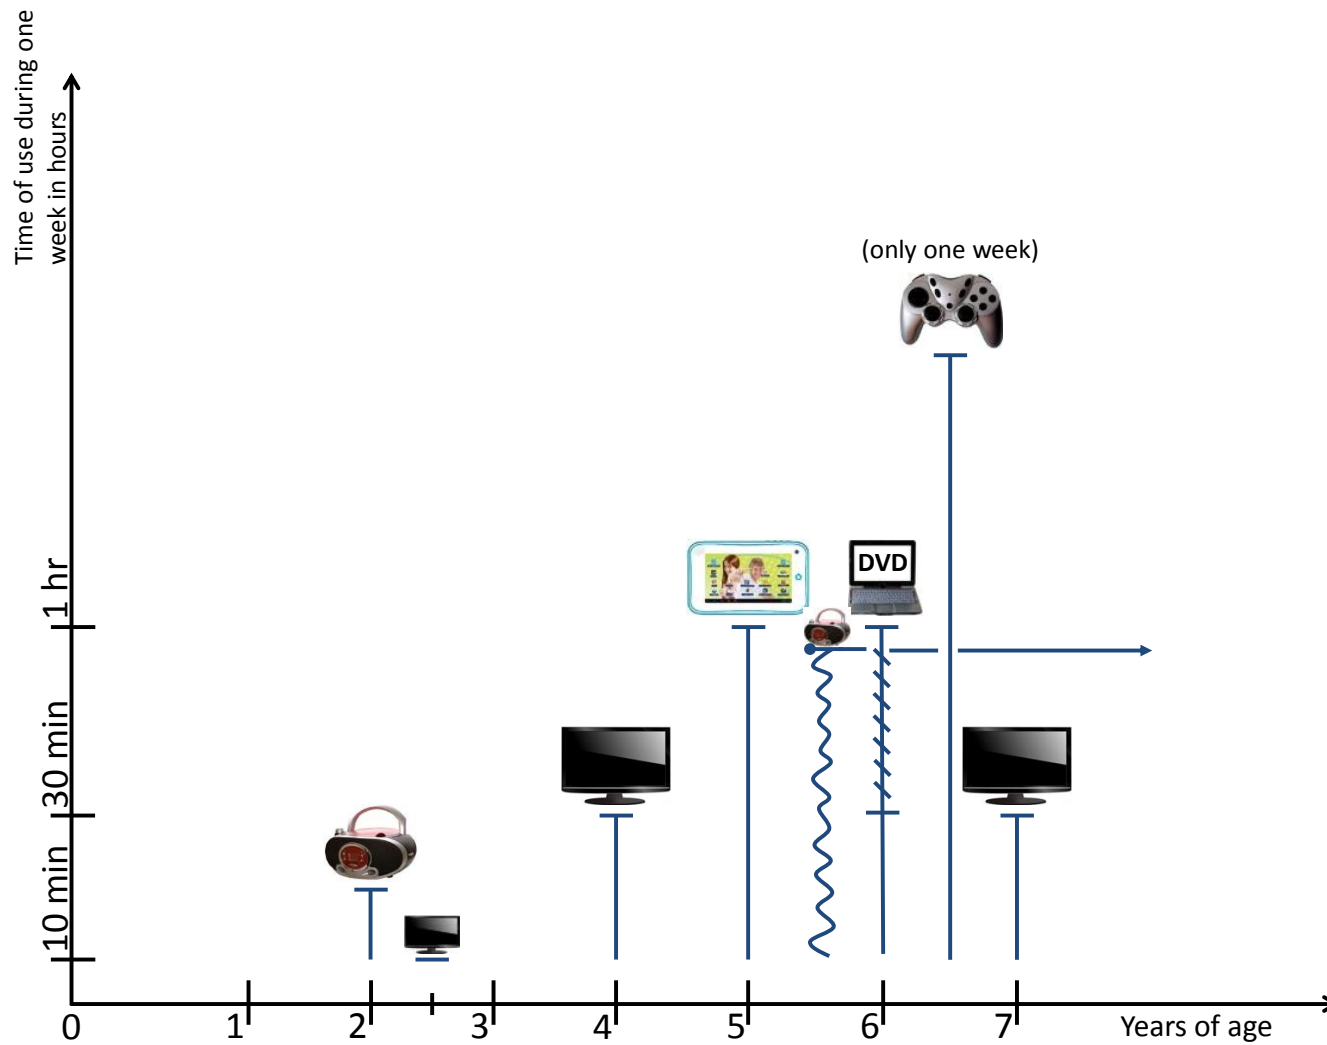 Time of use during one
week in hours
(only one week)
DVD
1 hr
30 min
10 min
0
1
2
3
4
5
6
7
Years of age